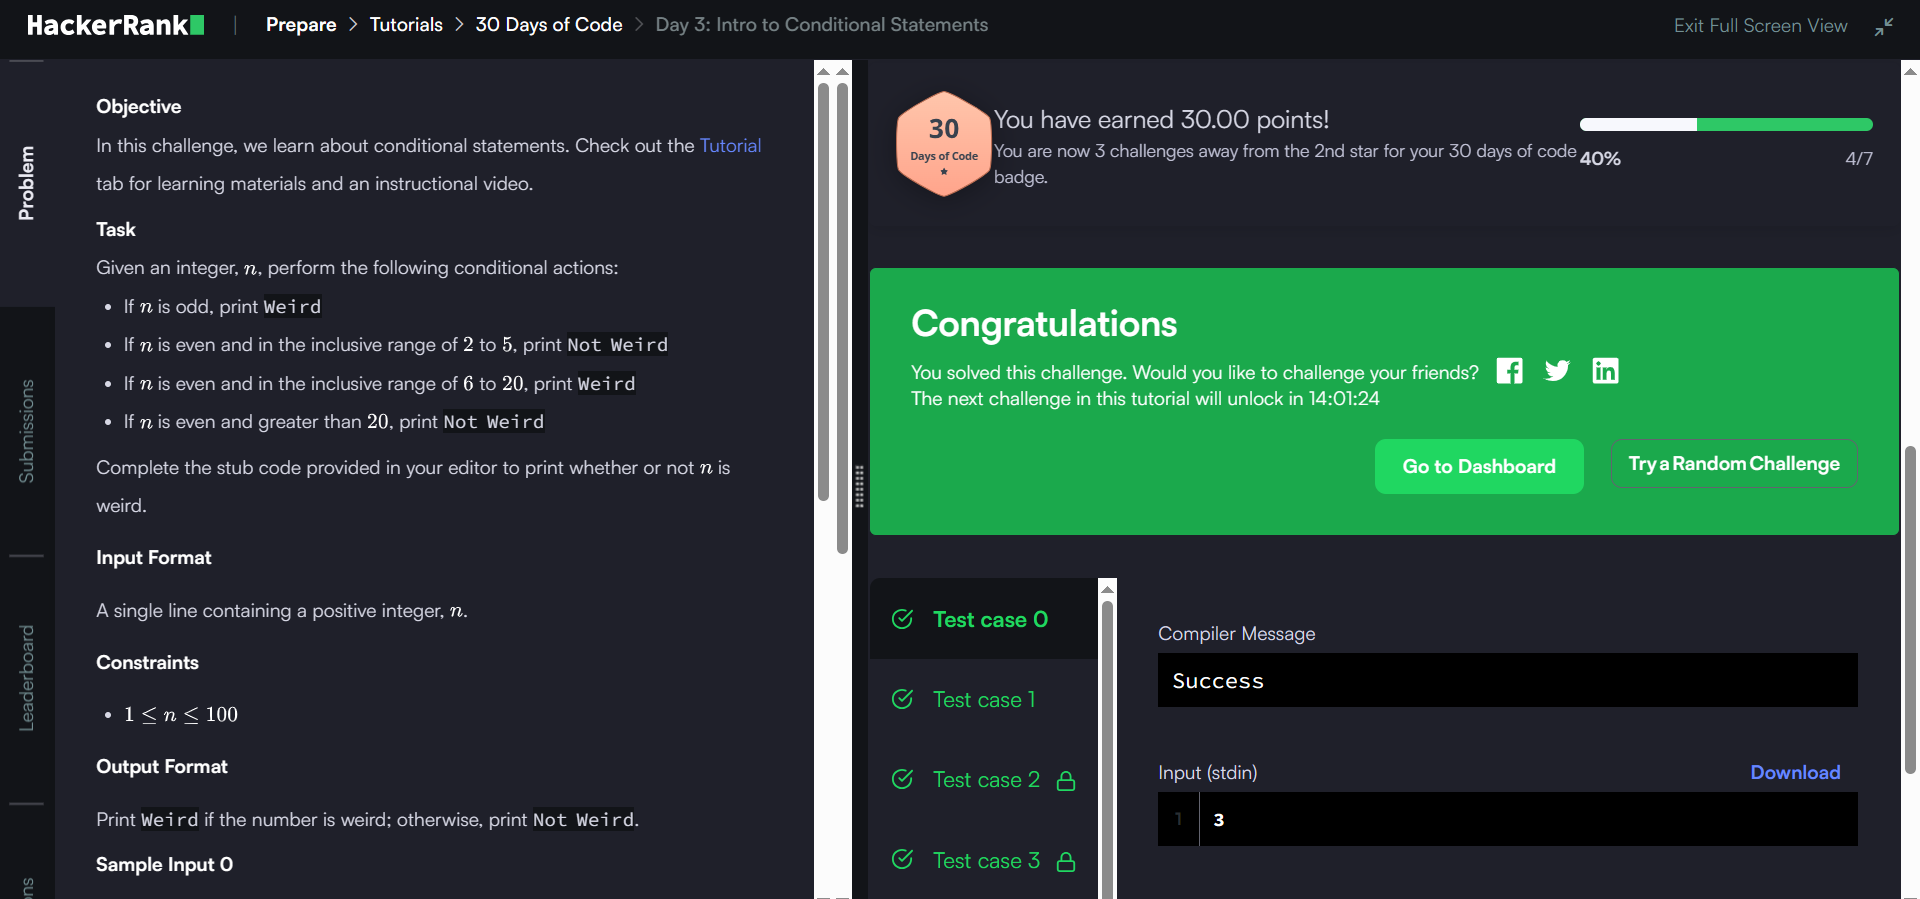 HackerRank
Prepare > Tutorials > 30 Days of Code > Day 3: Intro to Conditional Statements
Exit Full Screen View
Problem
Submissions
Leaderboard
ons
Objective
In this challenge, we learn about conditional statements. Check out the Tutorial
tab for learning materials and an instructional video.
Task
Given an integer, n, perform the following conditional actions:
• If n is odd, print Weird
• If n is even and in the inclusive range of 2 to 5, print Not Weird
• If n is even and in the inclusive range of 6 to 20, print Weird
• If n is even and greater than 20, print Not Weird
Complete the stub code provided in your editor to print whether or not n is
weird.
Input Format
A single line containing a positive integer, n.
Constraints
• 1 ≤ n ≤ 100
Output Format
Print Weird if the number is weird; otherwise, print Not Weird.
Sample Input 0
30
Days of Code
You have earned 30.00 points!
You are now 3 challenges away from the 2nd star for your 30 days of code
badge.
40%
4/7
Congratulations
You solved this challenge. Would you like to challenge your friends?
The next challenge in this tutorial will unlock in 14:01:24
Go to Dashboard
Try a Random Challenge
Test case 0
Test case 1
Test case 2
Test case 3
Compiler Message
Success
Input (stdin)
Download
1
3